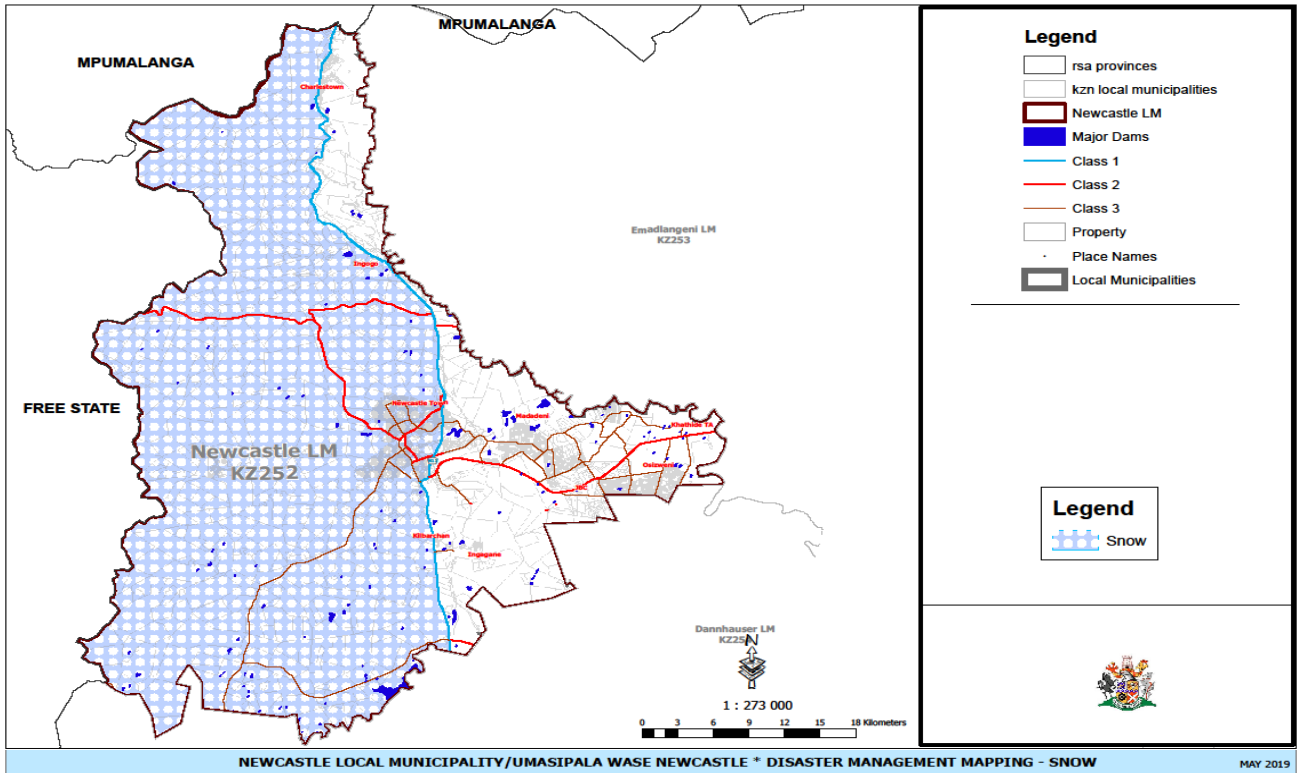 MPUMALANGA
MPUMALANGA
Charlestown
Emadlangeni LM
KZ253
Ingogo
FREE STATE
Newcastle Town
Madadeni
Khathide TA
Newcastle LM
KZ252
Osizweni
JBC
Kilbarchan
Ingagane
Dannhauser LM
N
1 : 273 000
0 3 6 9 12 15 18 Kilometers
Legend
rsa provinces
kzn local municipalities
Newcastle LM
Major Dams
Class 1
Class 2
Class 3
Property
Place Names
Local Municipalities
Legend
Snow
NEWCASTLE LOCAL MUNICIPALITY/UMASIPALA WASE NEWCASTLE * DISASTER MANAGEMENT MAPPING - SNOW
MAY 2019